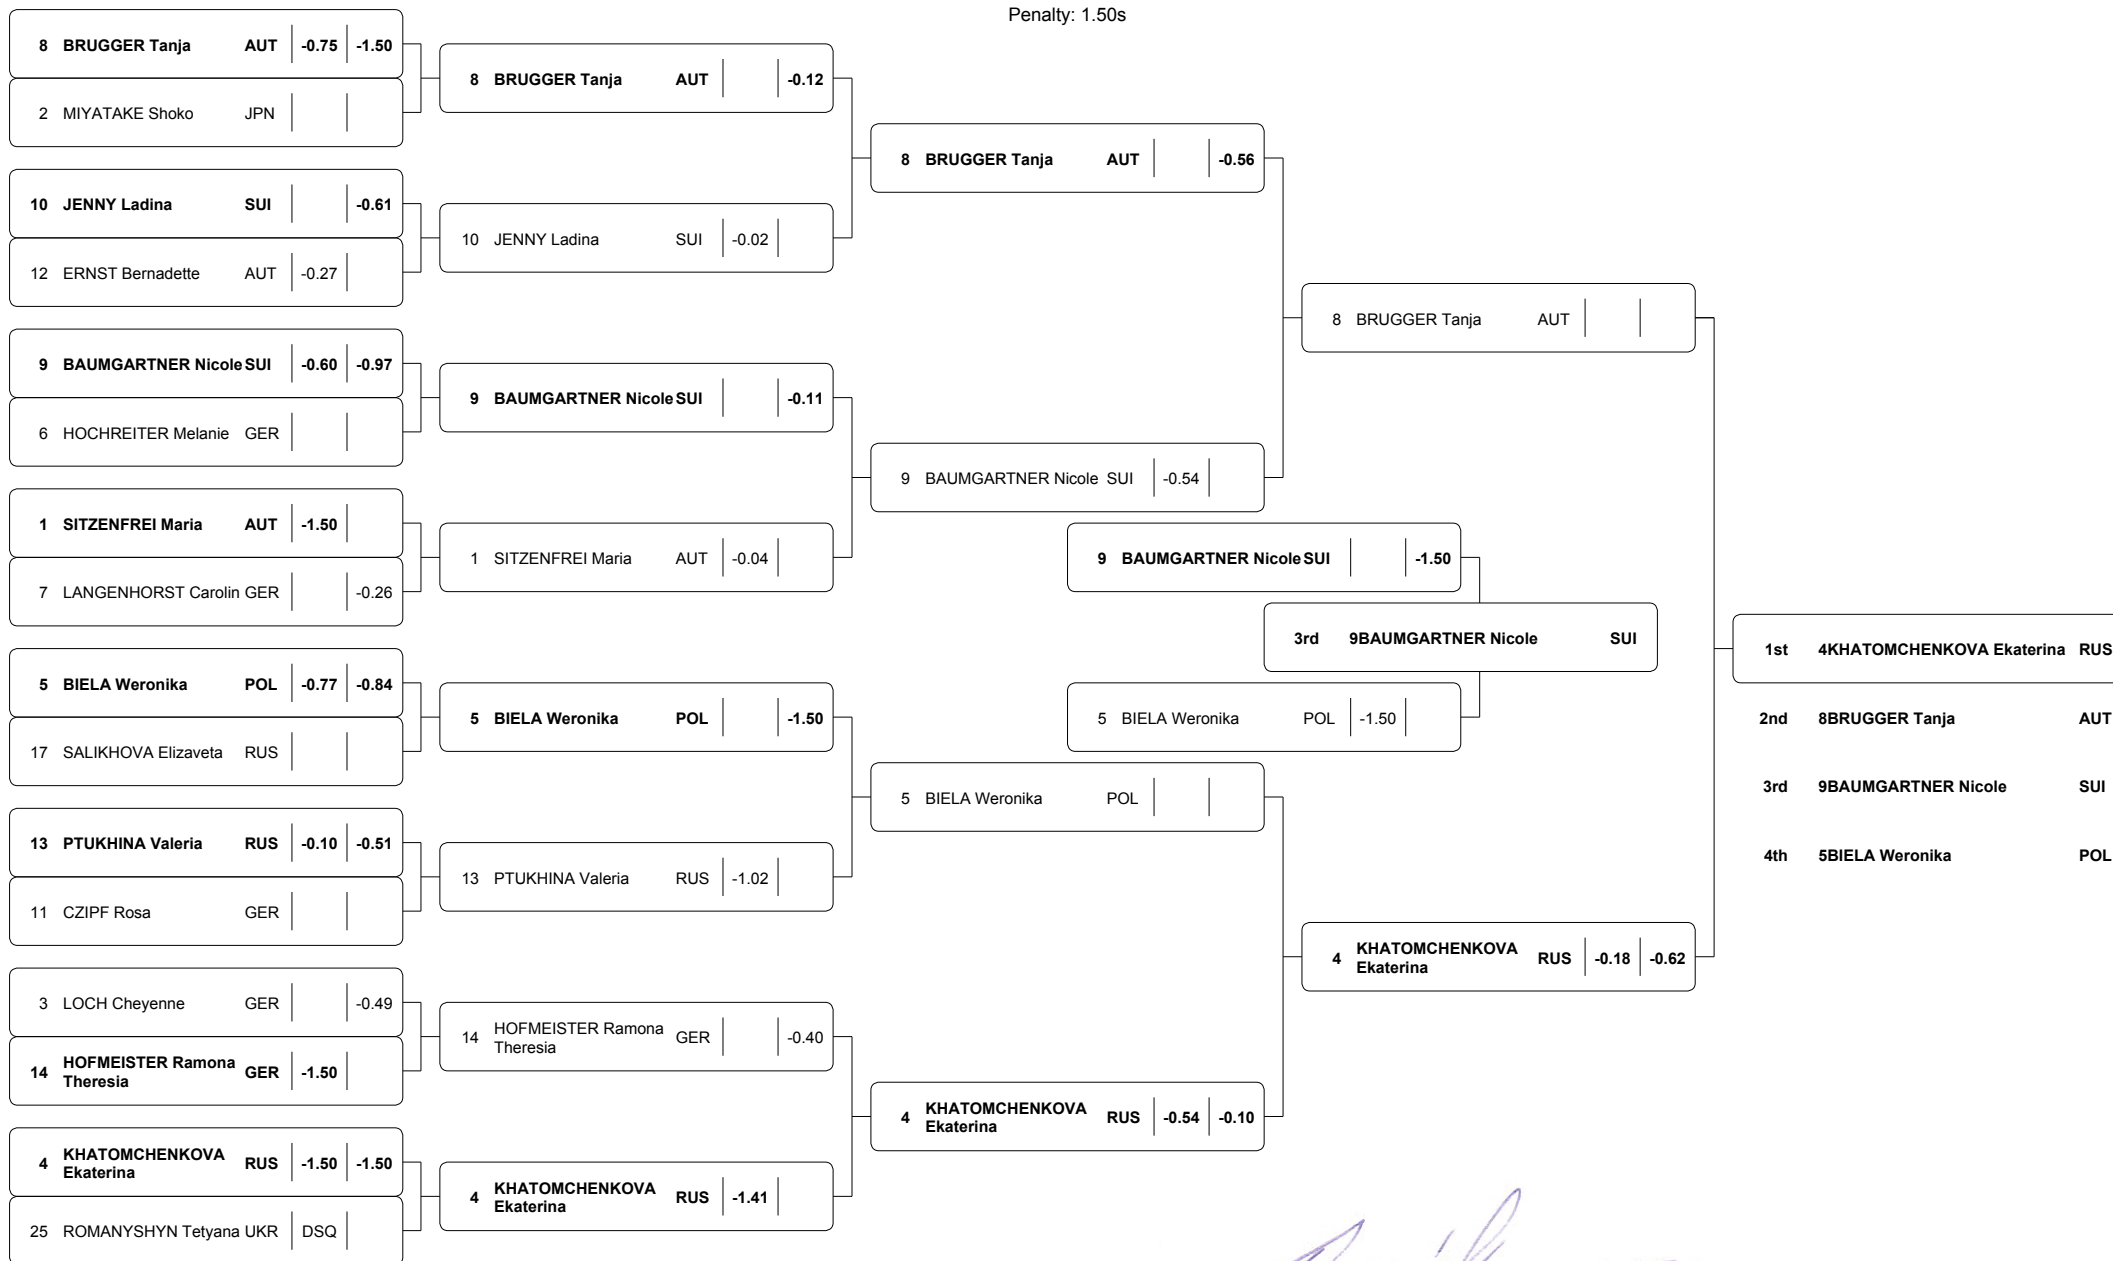 Penalty: 1.50s
8 BRUGGER Tanja AUT -0.75 -1.50
2 MIYATAKE Shoko JPN
10 JENNY Ladina SUI -0.61
12 ERNST Bernadette AUT -0.27
9 BAUMGARTNER Nicole SUI -0.60 -0.97
6 HOCHREITER Melanie GER
1 SITZENFREI Maria AUT -1.50
7 LANGENHORST Carolin GER -0.26
5 BIELA Weronika POL -0.77 -0.84
17 SALIKHOVA Elizaveta RUS
13 PTUKHINA Valeria RUS -0.10 -0.51
11 CZIPF Rosa GER
3 LOCH Cheyenne GER -0.49
14 HOFMEISTER Ramona
Theresia GER -1.50
4 KHATOMCHENKOVA
Ekaterina RUS -1.50 -1.50
25 ROMANYSHYN Tetyana UKR DSQ
8 BRUGGER Tanja AUT -0.12
10 JENNY Ladina SUI -0.02
9 BAUMGARTNER Nicole SUI -0.11
1 SITZENFREI Maria AUT -0.04
5 BIELA Weronika POL -1.50
13 PTUKHINA Valeria RUS -1.02
14 HOFMEISTER Ramona
Theresia GER -0.40
4 KHATOMCHENKOVA
Ekaterina RUS -1.41
8 BRUGGER Tanja AUT -0.56
9 BAUMGARTNER Nicole SUI -0.54
5 BIELA Weronika POL
4 KHATOMCHENKOVA
Ekaterina RUS -0.54 -0.10
9 BAUMGARTNER Nicole SUI -1.50
5 BIELA Weronika POL -1.50
3rd 9BAUMGARTNER Nicole SUI
8 BRUGGER Tanja AUT
4 KHATOMCHENKOVA
Ekaterina RUS -0.18 -0.62
1st 4KHATOMCHENKOVA Ekaterina RUS
2nd 8BRUGGER Tanja AUT
3rd 9BAUMGARTNER Nicole SUI
4th 5BIELA Weronika POL